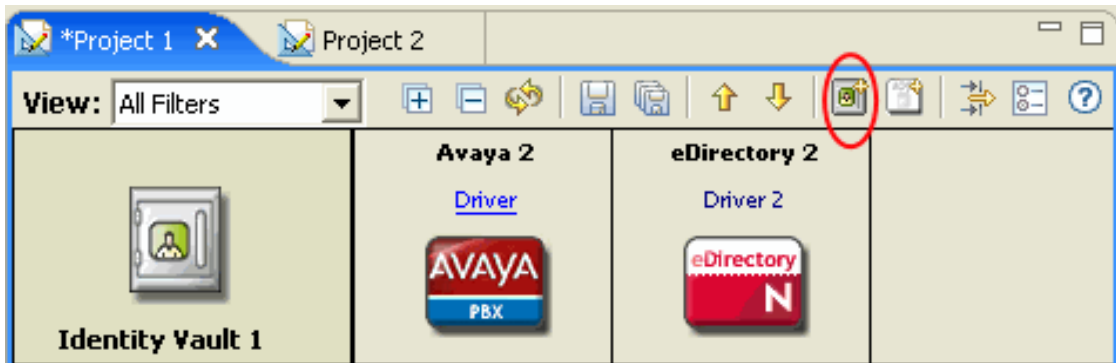 *Project 1 Project 2
View: All Filters
Avaya 2 eDirectory 2
Driver Driver 2
AVAYA eDirectory
PBX N
Identity Vault 1